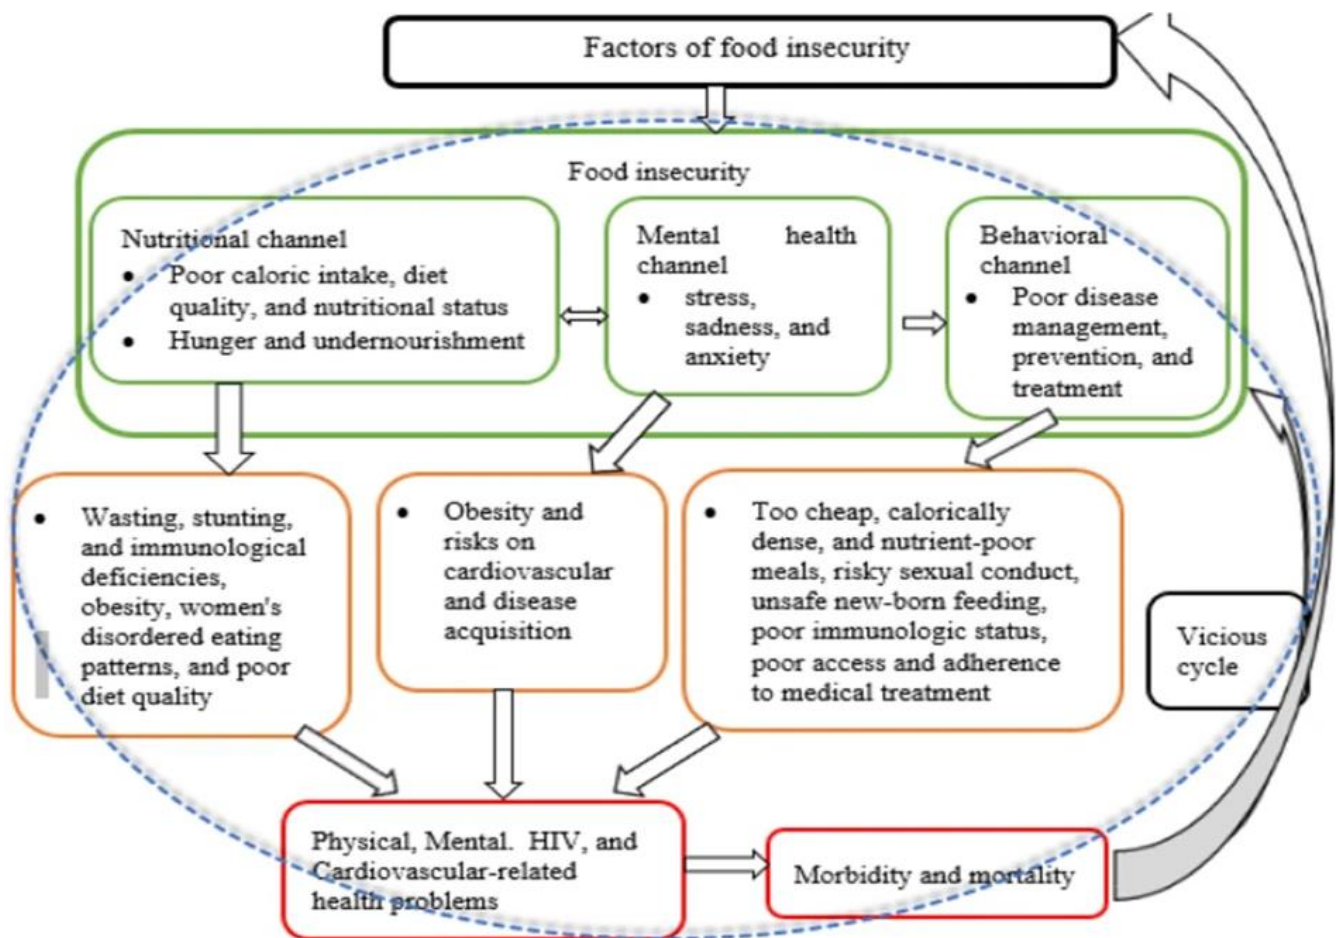 Factors of food insecurity
Food insecurity
Nutritional channel
• Poor caloric intake, diet
quality, and nutritional status
• Hunger and undernourishment
Mental health
channel
• stress,
sadness, and
anxiety
Behavioral
channel
• Poor disease
management,
prevention, and
treatment
• Wasting, stunting,
and immunological
deficiencies,
obesity, women's
disordered eating
patterns, and poor
diet quality
• Obesity and
risks on
cardiovascular
and disease
acquisition
• Too cheap, calorically
dense, and nutrient-poor
meals, risky sexual conduct,
unsafe new-born feeding,
poor immunologic status,
poor access and adherence
to medical treatment
Vicious
cycle
Physical, Mental. HIV, and
Cardiovascular-related
health problems
Morbidity and mortality